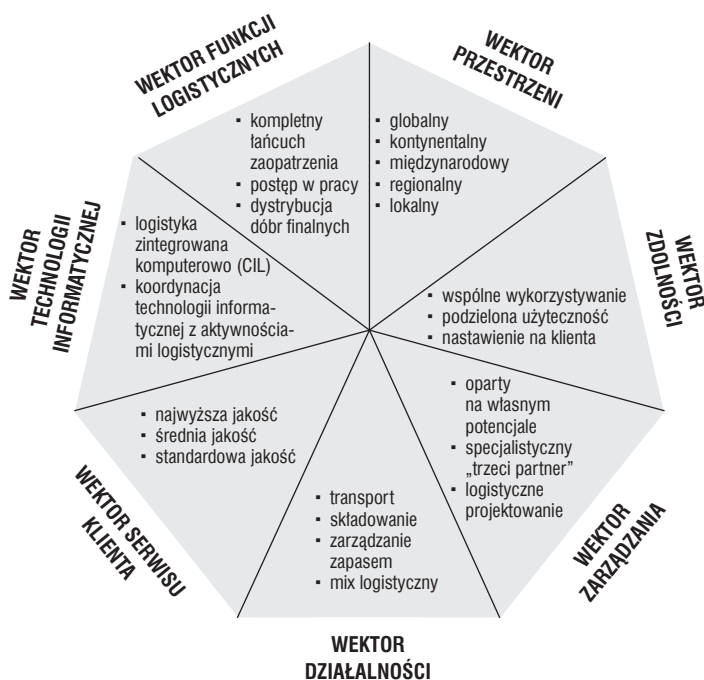 WEKTOR FUNKCJI
LOGISTYCZNYCH
▪ kompletny
łańcuch
zaopatrzenia
▪ postęp w pracy
▪ dystrybucja
dóbr finalnych
WEKTOR
PRZESTRZENI
▪ globalny
▪ kontynentalny
▪ międzynarodowy
▪ regionalny
▪ lokalny
WEKTOR
ZDOLNOŚCI
▪ wspólne wykorzystywanie
▪ podzielona użyteczność
▪ nastawienie na klienta
WEKTOR
ZARZĄDZANIA
▪ oparty
na własnym
potencjale
▪ specjalistyczny
„trzeci partner”
▪ logistyczne
projektowanie
WEKTOR
DZIAŁALNOŚCI
▪ transport
▪ składowanie
▪ zarządzanie
zapasem
▪ mix logistyczny
WEKTOR SERWISU
KLIENTA
▪ najwyższa jakość
▪ średnia jakość
▪ standardowa jakość
WEKTOR
TECHNOLOGII
INFORMATYCZNEJ
▪ logistyka
zintegrowana
komputerowo (CIL)
▪ koordynacja
technologii informa-
tycznej z aktywnościa-
mi logistycznymi